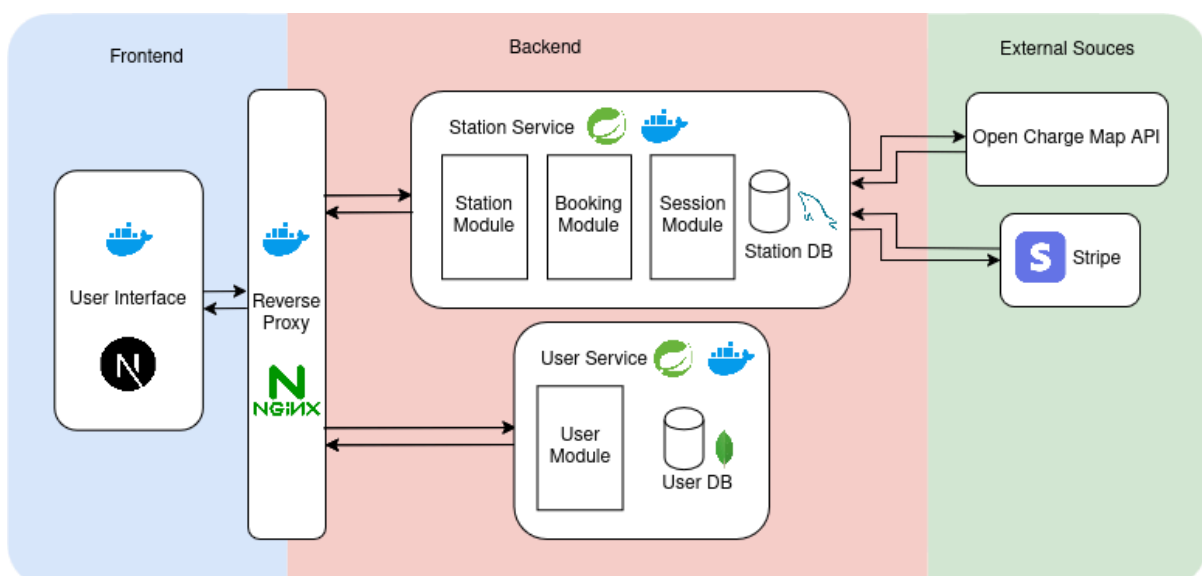 Frontend
Backend
External Souces
Station Service
Open Charge Map API
Station
Module
Booking
Module
Session
Module
Station DB
Stripe
User Interface
Reverse
Proxy
N
NGiNX
User Service
User
Module
User DB